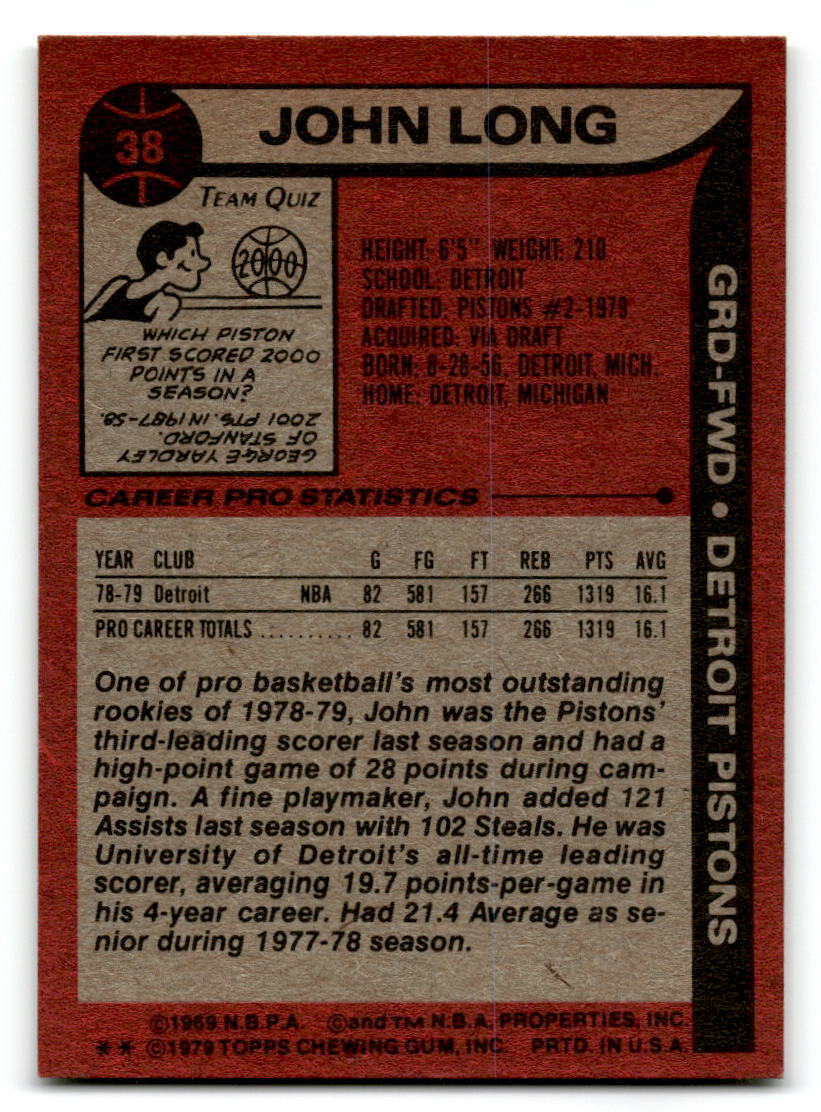 38
JOHN LONG
TEAM QUIZ
2000
WHICH PISTON
FIRST SCORED 2000
POINTS IN A
SEASON?
GEORGE YARDLEY
OF STANFORD.
2001 PTS. IN 1987-58.
HEIGHT: 6'5" WEIGHT: 210
SCHOOL: DETROIT
DRAFTED: PISTONS #2-1978
ACQUIRED: VIA DRAFT
BORN: 8-28-56, DETROIT, MICH.
HOME: DETROIT, MICHIGAN
GRD-FWD • DETROIT PISTONS
CAREER PRO STATISTICS
YEAR CLUB G FG FT REB PTS AVG
78-79 Detroit NBA 82 581 157 266 1319 16.1
PRO CAREER TOTALS .......... 82 581 157 266 1319 16.1
One of pro basketball's most outstanding
rookies of 1978-79, John was the Pistons'
third-leading scorer last season and had a
high-point game of 28 points during cam-
paign. A fine playmaker, John added 121
Assists last season with 102 Steals. He was
University of Detroit's all-time leading
scorer, averaging 19.7 points-per-game in
his 4-year career. Had 21.4 Average as se-
nior during 1977-78 season.
©1969 N.B.P.A. ©and TM N.B.A. PROPERTIES, INC.
** ©1979 TOPPS CHEWING GUM, INC. PRTD. IN U.S.A.